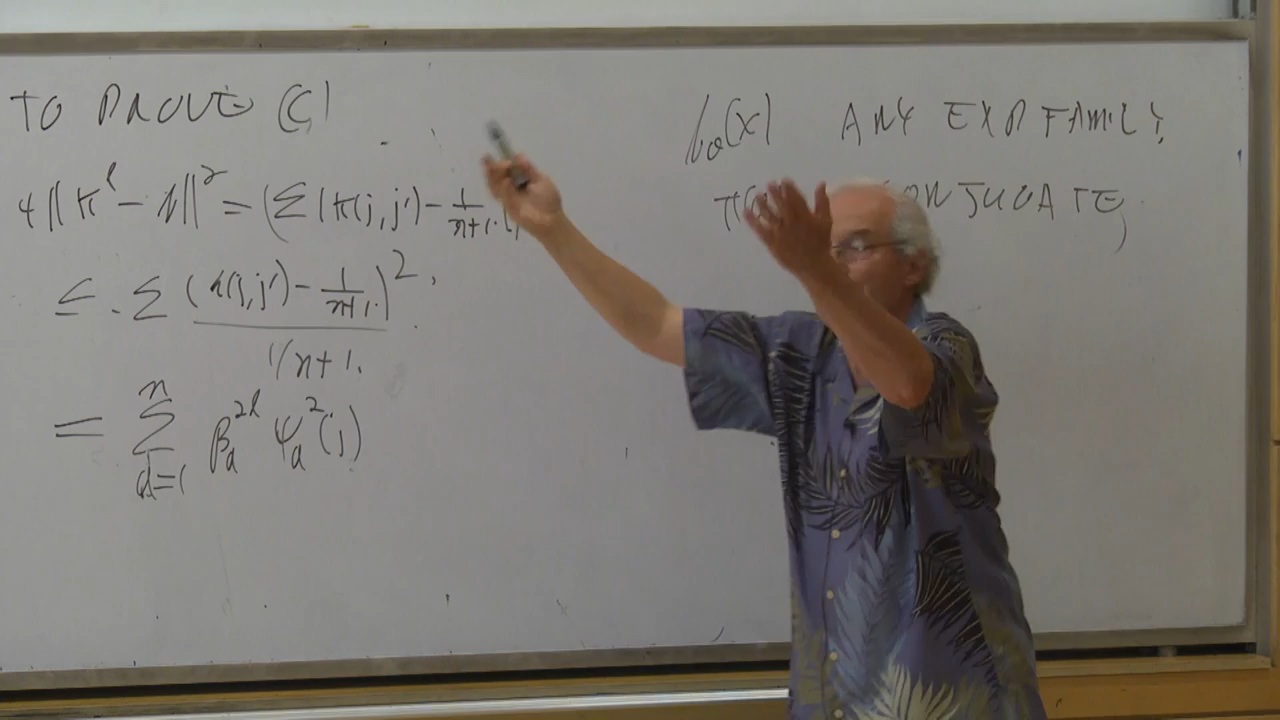 TO PROVE (C)
4 ‖ K^l - π ‖^2 = (Σ | K(j, j') - 1/(n+1) |
≤ Σ (K(j, j') - 1/(n+1))^2
1/n+1.
= Σ_{a=1}^{n} β_a^{2l} ψ_a^2(j)
f_θ(x) ANY EXP FAMILY;
π( ONJUGATE,